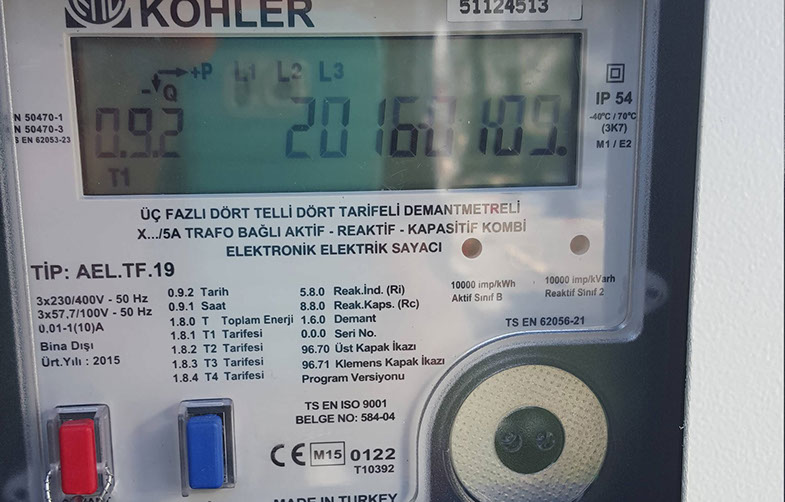 KÖHLER
51124513
+P L1 L2 L3
-Q
0.9.2 20160109.
T1
N 50470-1
N 50470-3
S EN 62053-23
IP 54
-40°C / 70°C
(3K7)
M1 / E2
ÜÇ FAZLI DÖRT TELLİ DÖRT TARİFELİ DEMANTMETRELİ
X.../5A TRAFO BAĞLI AKTİF - REAKTİF - KAPASİTİF KOMBİ
ELEKTRONİK ELEKTRİK SAYACI
TİP: AEL.TF.19
3x230/400V - 50 Hz
3x57,7/100V - 50 Hz
0.01-1(10)A
Bina Dışı
Ürt.Yılı : 2015
0.9.2 Tarih
0.9.1 Saat
1.8.0 T Toplam Enerji
1.8.1 T1 Tarifesi
1.8.2 T2 Tarifesi
1.8.3 T3 Tarifesi
1.8.4 T4 Tarifesi
5.8.0 Reak.İnd. (Ri)
8.8.0 Reak.Kaps. (Rc)
1.6.0 Demant
0.0.0 Seri No.
96.70 Üst Kapak İkazı
96.71 Klemens Kapak İkazı
Program Versiyonu
10000 imp/kWh
Aktif Sınıf B
10000 imp/kVarh
Reaktif Sınıf 2
TS EN 62056-21
TS EN ISO 9001
BELGE NO: 584-04
CE M15 0122
T10392
MADE IN TURKEY